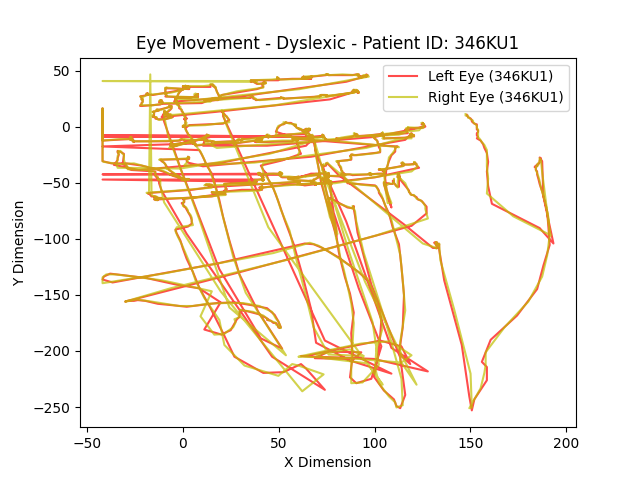 Eye Movement - Dyslexic - Patient ID: 346KU1
Left Eye (346KU1)
Right Eye (346KU1)
50
0
−50
−100
−150
−200
−250
Y Dimension
−50
0
50
100
150
200
X Dimension